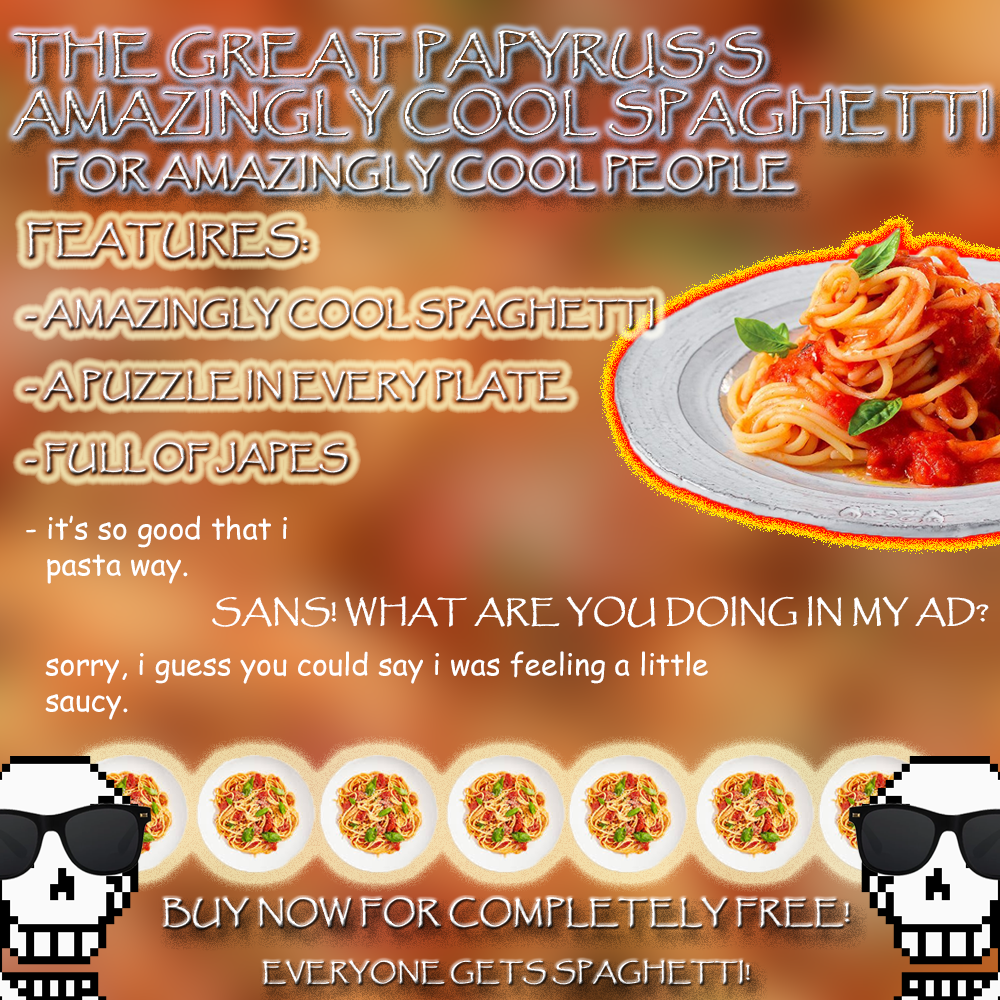 THE GREAT PAPYRUS'S
AMAZINGLY COOL SPAGHETTI
FOR AMAZINGLY COOL PEOPLE
FEATURES:
- AMAZINGLY COOL SPAGHETTI
- A PUZZLE IN EVERY PLATE
- FULL OF JAPES
- it's so good that i
pasta way.
SANS! WHAT ARE YOU DOING IN MY AD?
sorry, i guess you could say i was feeling a little
saucy.
BUY NOW FOR COMPLETELY FREE!
EVERYONE GETS SPAGHETTI!